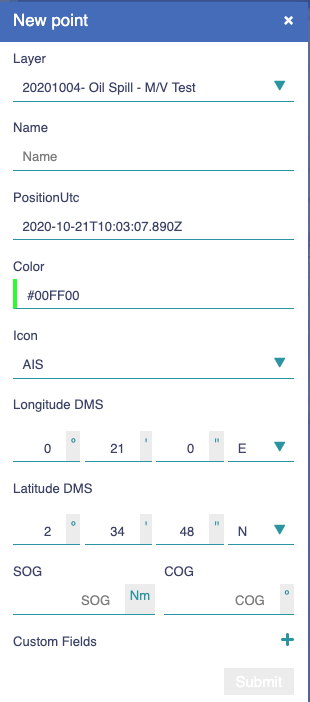 New point ×
Layer
20201004- Oil Spill - M/V Test
Name
Name
PositionUtc
2020-10-21T10:03:07.890Z
Color
#00FF00
Icon
AIS
Longitude DMS
0 ° 21 ' 0 " E
Latitude DMS
2 ° 34 ' 48 " N
SOG COG
SOG Nm COG °
Custom Fields +
Submit